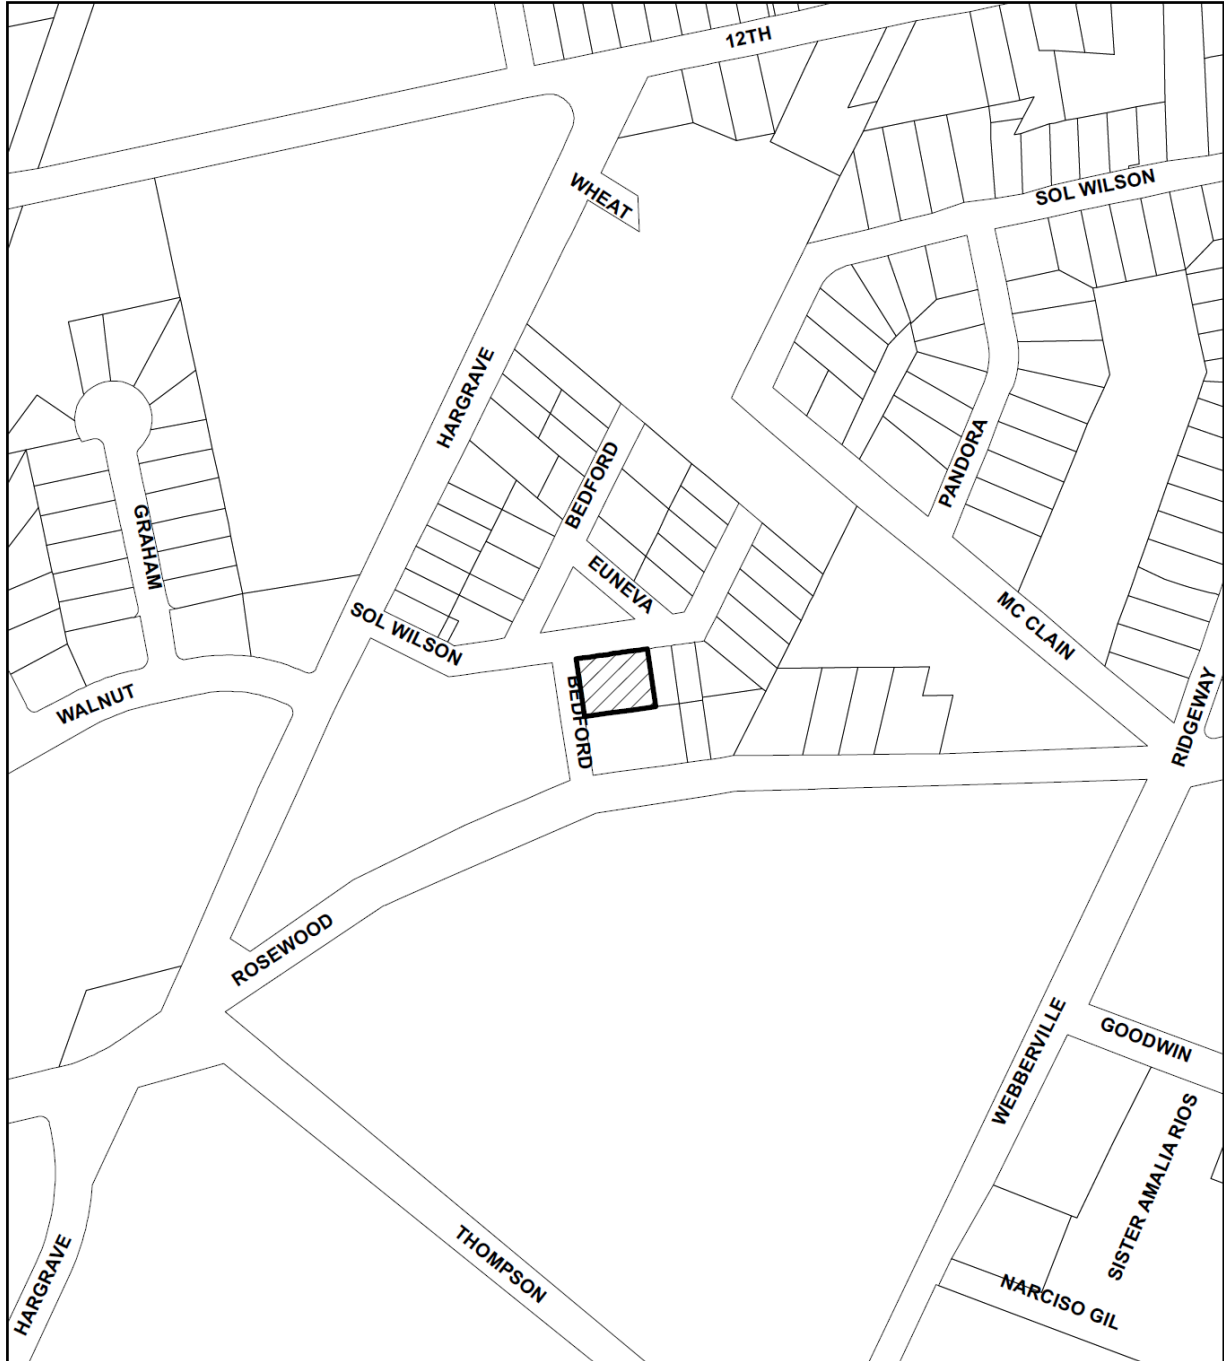 12TH
WHEAT
SOL WILSON
HARGRAVE
PANDORA
BEDFORD
GRAHAM
EUNEVA
SOL WILSON
MC CLAIN
WALNUT
BEDFORD
RIDGEWAY
ROSEWOOD
WEBBERVILLE
GOODWIN
SISTER AMALIA RIOS
THOMPSON
HARGRAVE
NARCISO GIL